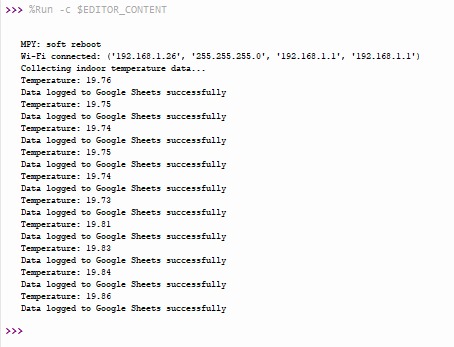 >>> %Run -c $EDITOR_CONTENT
MPY: soft reboot
Wi-Fi connected: ('192.168.1.26', '255.255.255.0', '192.168.1.1', '192.168.1.1')
Collecting indoor temperature data...
Temperature: 19.76
Data logged to Google Sheets successfully
Temperature: 19.75
Data logged to Google Sheets successfully
Temperature: 19.74
Data logged to Google Sheets successfully
Temperature: 19.75
Data logged to Google Sheets successfully
Temperature: 19.74
Data logged to Google Sheets successfully
Temperature: 19.73
Data logged to Google Sheets successfully
Temperature: 19.81
Data logged to Google Sheets successfully
Temperature: 19.83
Data logged to Google Sheets successfully
Temperature: 19.84
Data logged to Google Sheets successfully
Temperature: 19.86
Data logged to Google Sheets successfully
>>>